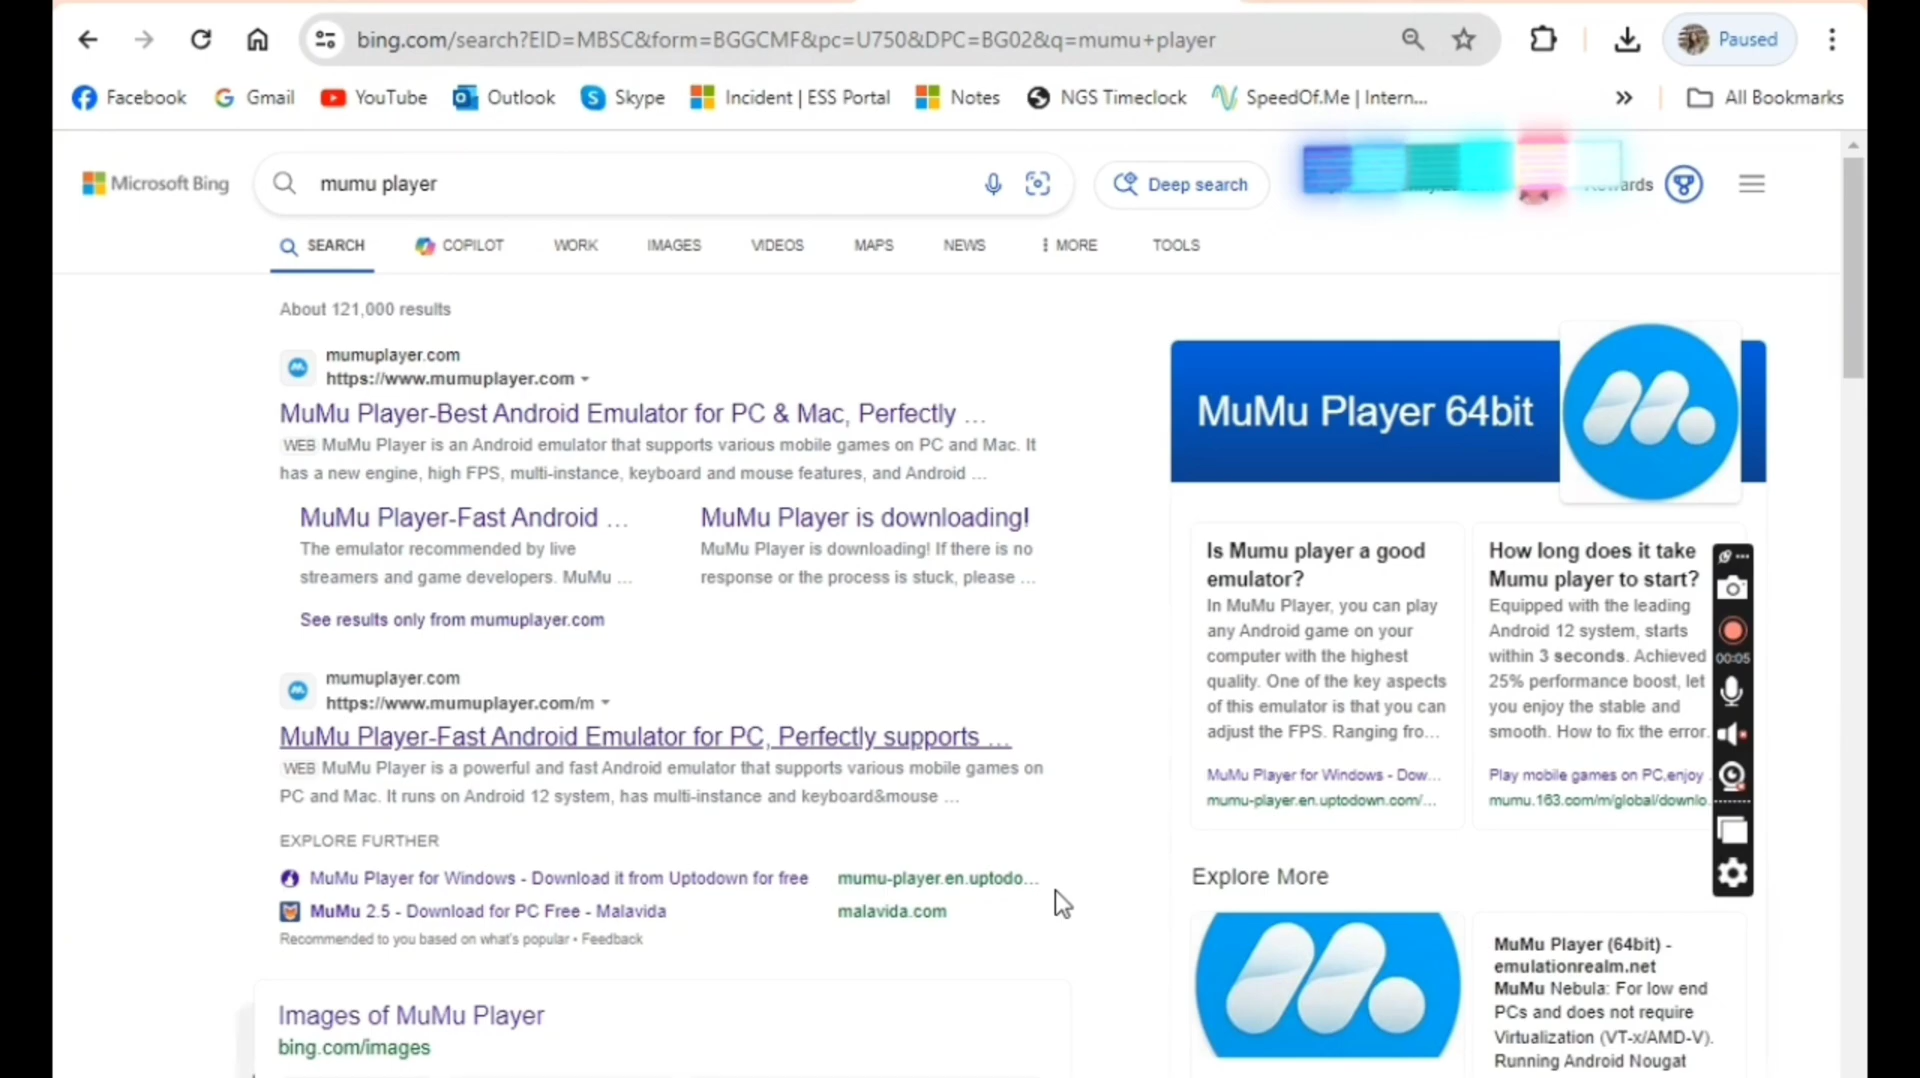 bing.com/search?EID=MBSC&form=BGGCMF&pc=U750&DPC=BG02&q=mumu+player
Paused
Facebook
Gmail
YouTube
Outlook
Skype
Incident | ESS Portal
Notes
NGS Timeclock
SpeedOf.Me | Intern...
»
All Bookmarks
Microsoft Bing
mumu player
Deep search
SEARCH
COPILOT
WORK
IMAGES
VIDEOS
MAPS
NEWS
MORE
TOOLS
About 121,000 results
mumuplayer.com
https://www.mumuplayer.com
MuMu Player-Best Android Emulator for PC & Mac, Perfectly ...
WEB MuMu Player is an Android emulator that supports various mobile games on PC and Mac. It
has a new engine, high FPS, multi-instance, keyboard and mouse features, and Android ...
MuMu Player-Fast Android ...
The emulator recommended by live
streamers and game developers. MuMu ...
MuMu Player is downloading!
MuMu Player is downloading! If there is no
response or the process is stuck, please ...
See results only from mumuplayer.com
mumuplayer.com
https://www.mumuplayer.com/m
MuMu Player-Fast Android Emulator for PC, Perfectly supports ...
WEB MuMu Player is a powerful and fast Android emulator that supports various mobile games on
PC and Mac. It runs on Android 12 system, has multi-instance and keyboard&mouse ...
EXPLORE FURTHER
MuMu Player for Windows - Download it from Uptodown for free
mumu-player.en.uptodo...
MuMu 2.5 - Download for PC Free - Malavida
malavida.com
Recommended to you based on what's popular • Feedback
Images of MuMu Player
bing.com/images
MuMu Player 64bit
Is Mumu player a good
emulator?
In MuMu Player, you can play
any Android game on your
computer with the highest
quality. One of the key aspects
of this emulator is that you can
adjust the FPS. Ranging fro...
MuMu Player for Windows - Dow...
mumu-player.en.uptodown.com/...
How long does it take
Mumu player to start?
Equipped with the leading
Android 12 system, starts
within 3 seconds. Achieved
25% performance boost, let
you enjoy the stable and
smooth. How to fix the error.
Play mobile games on PC,enjoy
mumu.163.com/m/global/downlo
00:05
Explore More
MuMu Player (64bit) -
emulationrealm.net
MuMu Nebula: For low end
PCs and does not require
Virtualization (VT-x/AMD-V).
Running Android Nougat